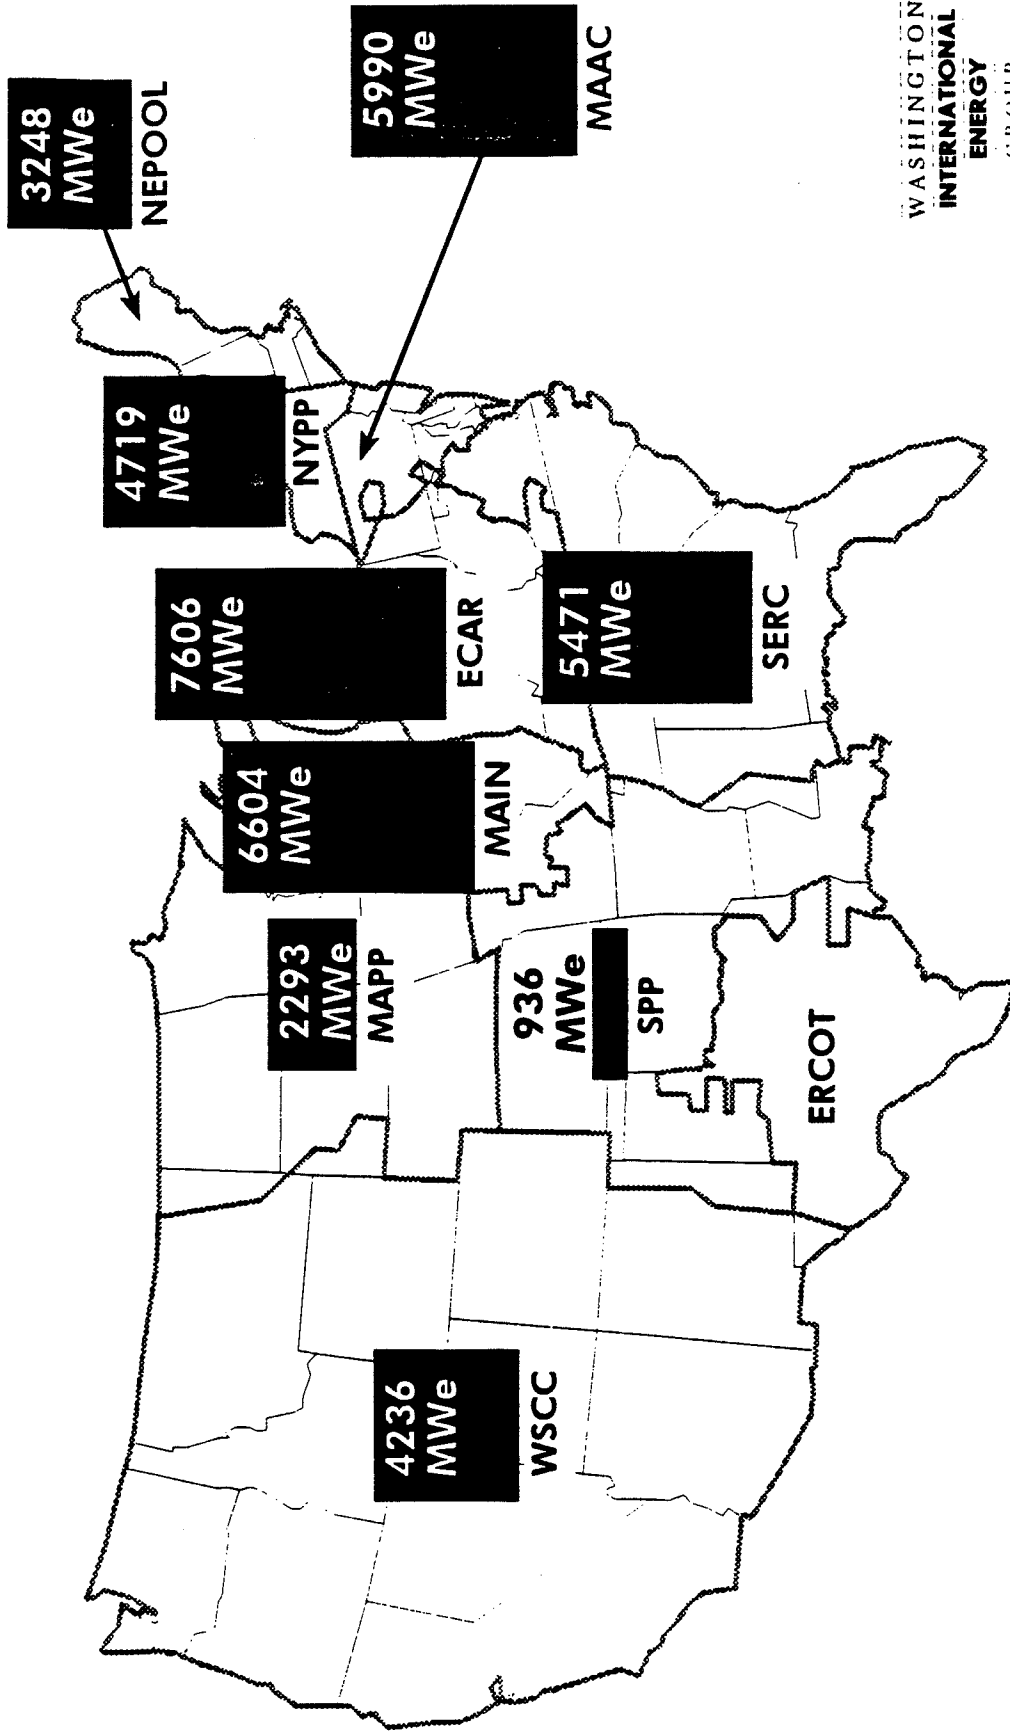 3248
MWe
NEPOOL
4719
MWe
NYPP
5990
MWe
MAAC
7606
MWe
ECAR
6604
MWe
MAIN
5471
MWe
SERC
2293
MWe
MAPP
936
MWe
SPP
ERCOT
4236
MWe
WSCC
WASHINGTON
INTERNATIONAL
ENERGY